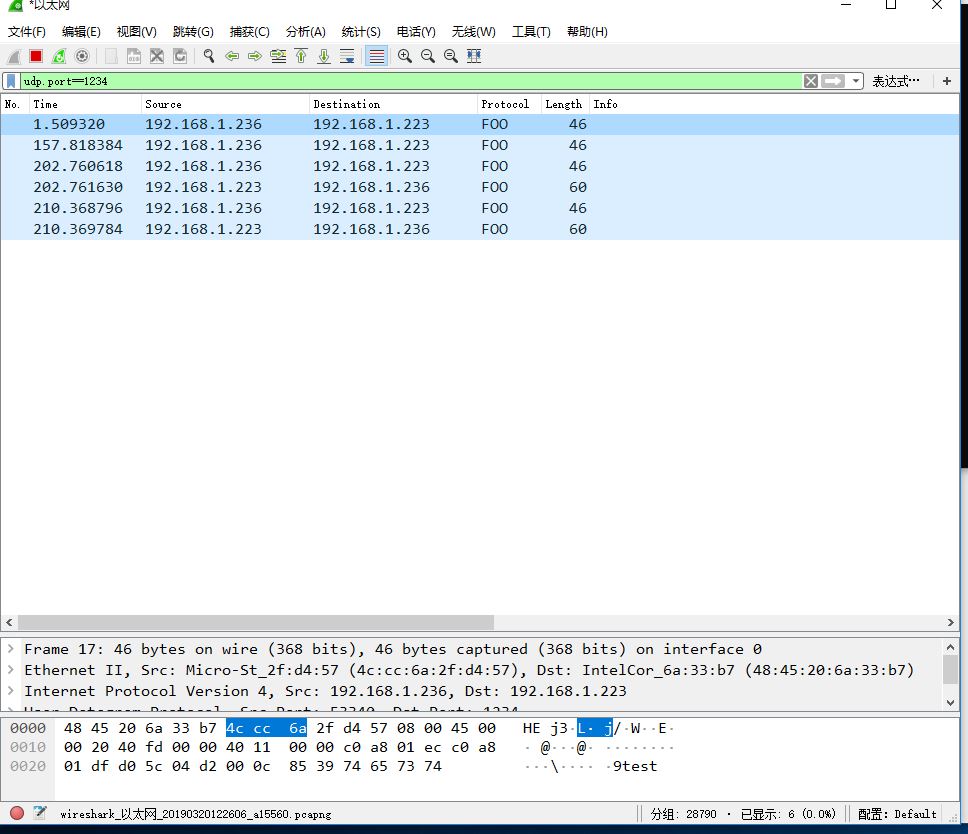 *以太网
文件(F) 编辑(E) 视图(V) 跳转(G) 捕获(C) 分析(A) 统计(S) 电话(Y) 无线(W) 工具(T) 帮助(H)
udp.port==1234 表达式… +
No. Time Source Destination Protocol Length Info
1.509320 192.168.1.236 192.168.1.223 FOO 46
157.818384 192.168.1.236 192.168.1.223 FOO 46
202.760618 192.168.1.236 192.168.1.223 FOO 46
202.761630 192.168.1.223 192.168.1.236 FOO 60
210.368796 192.168.1.236 192.168.1.223 FOO 46
210.369784 192.168.1.223 192.168.1.236 FOO 60
Frame 17: 46 bytes on wire (368 bits), 46 bytes captured (368 bits) on interface 0
Ethernet II, Src: Micro-St_2f:d4:57 (4c:cc:6a:2f:d4:57), Dst: IntelCor_6a:33:b7 (48:45:20:6a:33:b7)
Internet Protocol Version 4, Src: 192.168.1.236, Dst: 192.168.1.223
User Datagram Protocol, Src Port: 53340, Dst Port: 1234
0000 48 45 20 6a 33 b7 4c cc 6a 2f d4 57 08 00 45 00 HE j3·L· j/·W··E·
0010 00 20 40 fd 00 00 40 11 00 00 c0 a8 01 ec c0 a8 · @···@· ········
0020 01 df d0 5c 04 d2 00 0c 85 39 74 65 73 74 ···\···· ·9test
wireshark_以太网_20190320122606_a15560.pcapng 分组: 28790 · 已显示: 6 (0.0%) 配置: Default